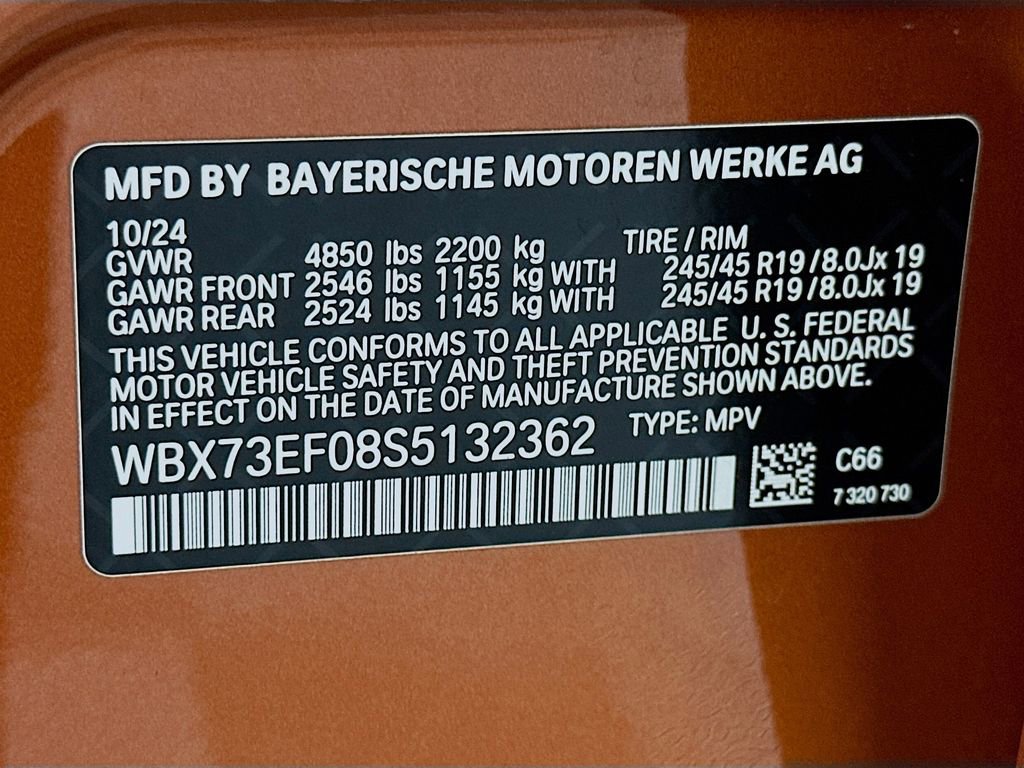 MFD BY BAYERISCHE MOTOREN WERKE AG
10/24
GVWR 4850 lbs 2200 kg TIRE / RIM
GAWR FRONT 2546 lbs 1155 kg WITH 245/45 R19 / 8.0Jx 19
GAWR REAR 2524 lbs 1145 kg WITH 245/45 R19 / 8.0Jx 19
THIS VEHICLE CONFORMS TO ALL APPLICABLE U. S. FEDERAL
MOTOR VEHICLE SAFETY AND THEFT PREVENTION STANDARDS
IN EFFECT ON THE DATE OF MANUFACTURE SHOWN ABOVE.
WBX73EF08S5132362 TYPE: MPV
C66
7 320 730